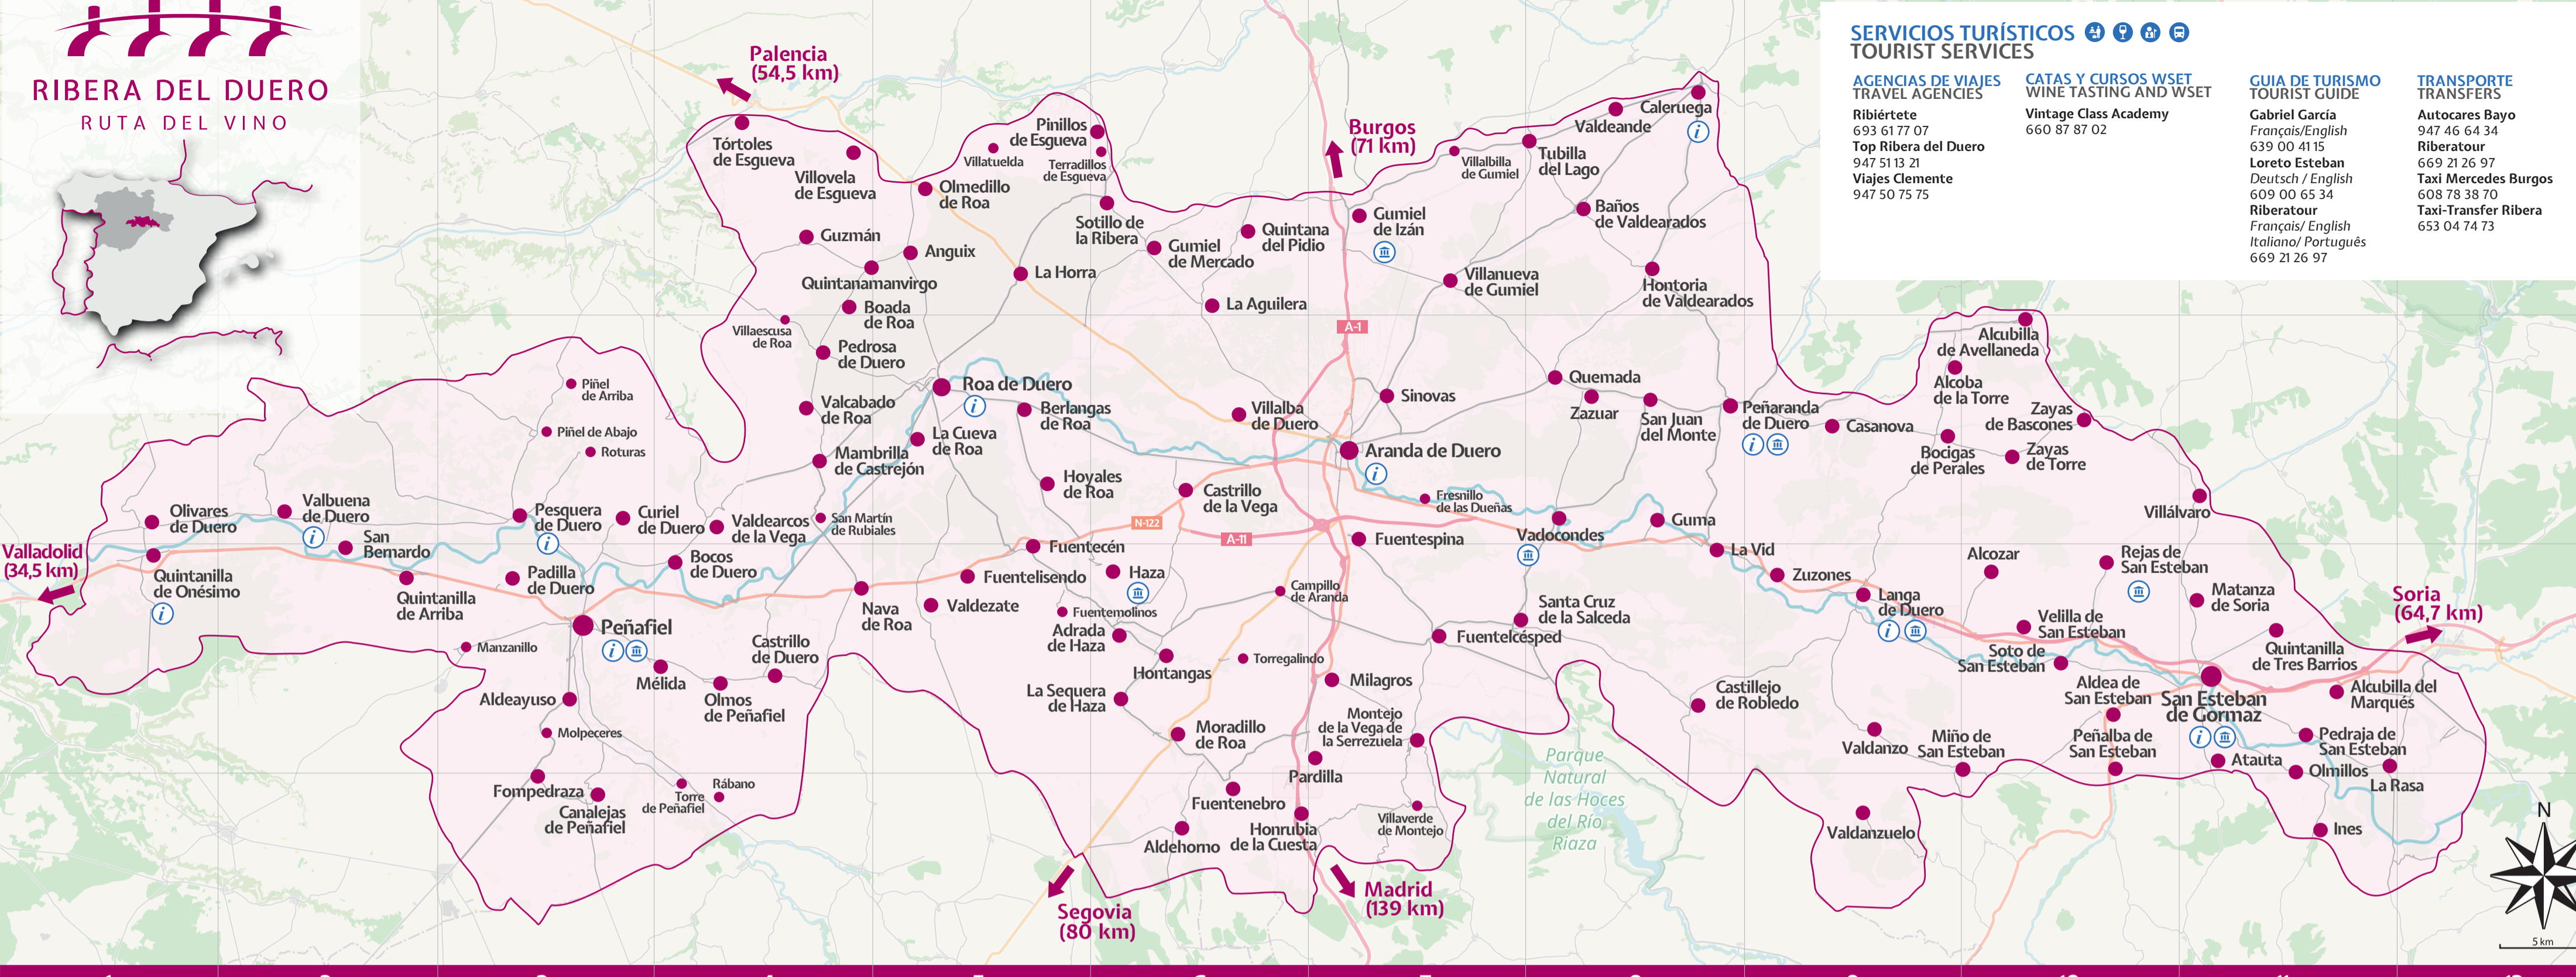 RIBERA DEL DUERO
RUTA DEL VINO
SERVICIOS TURÍSTICOS
TOURIST SERVICES
AGENCIAS DE VIAJES
TRAVEL AGENCIES
Ribiértete
693 61 77 07
Top Ribera del Duero
947 51 13 21
Viajes Clemente
947 50 75 75
CATAS Y CURSOS WSET
WINE TASTING AND WSET
Vintage Class Academy
660 87 87 02
GUIA DE TURISMO
TOURIST GUIDE
Gabriel García
Français/English
639 00 41 15
Loreto Esteban
Deutsch / English
609 00 65 34
Riberatour
Français/ English
Italiano/ Português
669 21 26 97
TRANSPORTE
TRANSFERS
Autocares Bayo
947 46 64 34
Riberatour
669 21 26 97
Taxi Mercedes Burgos
608 78 38 70
Taxi-Transfer Ribera
653 04 74 73
Palencia
(54,5 km)
Burgos
(71 km)
Tórtoles
de Esgueva
Villovela
de Esgueva
Olmedillo
de Roa
Villatuelda
Pinillos
de Esgueva
Terradillos
de Esgueva
Sotillo de
la Ribera
Gumiel
de Mercado
Quintana
del Pidio
Gumiel
de Izán
Villalbilla
de Gumiel
Tubilla
del Lago
Valdeande
Caleruega
i
Baños
de Valdearados
Guzmán
Anguix
Quintanamanvirgo
La Horra
La Aguilera
Villanueva
de Gumiel
Hontoria
de Valdearados
Boada
de Roa
Villaescusa
de Roa
Pedrosa
de Duero
A-1
Alcubilla
de Avellaneda
Alcoba
de la Torre
Zayas
de Bascones
Piñel
de Arriba
Piñel de Abajo
Roturas
Valcabado
de Roa
Roa de Duero
i
Berlangas
de Roa
La Cueva
de Roa
Mambrilla
de Castrejón
Villalba
de Duero
Sinovas
Aranda de Duero
i
Quemada
Zazuar
San Juan
del Monte
Peñaranda
de Duero
i
Casanova
Bocigas
de Perales
Zayas
de Torre
Villálvaro
Hoyales
de Roa
Castrillo
de la Vega
Fresnillo
de las Dueñas
Olivares
de Duero
Valbuena
de Duero
i
San
Bernardo
Pesquera
de Duero
i
Curiel
de Duero
Valdearcos
de la Vega
San Martín
de Rubiales
N-122
A-11
Fuentespina
Vadocondes
Guma
La Vid
Zuzones
Alcozar
Rejas de
San Esteban
Matanza
de Soria
Valladolid
(34,5 km)
Quintanilla
de Onésimo
i
Quintanilla
de Arriba
Padilla
de Duero
Bocos
de Duero
Fuentecén
Fuentelisendo
Haza
Nava
de Roa
Valdezate
Fuentemolinos
Campillo
de Aranda
Adrada
de Haza
Santa Cruz
de la Salceda
Fuentelcésped
Langa
de Duero
i
Velilla de
San Esteban
Soto de
San Esteban
Quintanilla
de Tres Barrios
Soria
(64,7 km)
Peñafiel
i
Manzanillo
Castrillo
de Duero
Mélida
Olmos
de Peñafiel
Aldeayuso
Molpeceres
Hontangas
Torregalindo
La Sequera
de Haza
Milagros
Moradillo
de Roa
Montejo
de la Vega de
la Serrezuela
Castillejo
de Robledo
Valdanzo
Miño de
San Esteban
Aldea de
San Esteban
Peñalba de
San Esteban
San Esteban
de Gormaz
i
Alcubilla del
Marqués
Pedraja de
San Esteban
Atauta
Olmillos
La Rasa
Ines
Fompedraza
Canalejas
de Peñafiel
Torre
de Peñafiel
Rábano
Pardilla
Fuentenebro
Aldehorno
Honrubia
de la Cuesta
Villaverde
de Montejo
Parque
Natural
de las Hoces
del Río
Riaza
Valdanzuelo
Segovia
(80 km)
Madrid
(139 km)
N
5 km